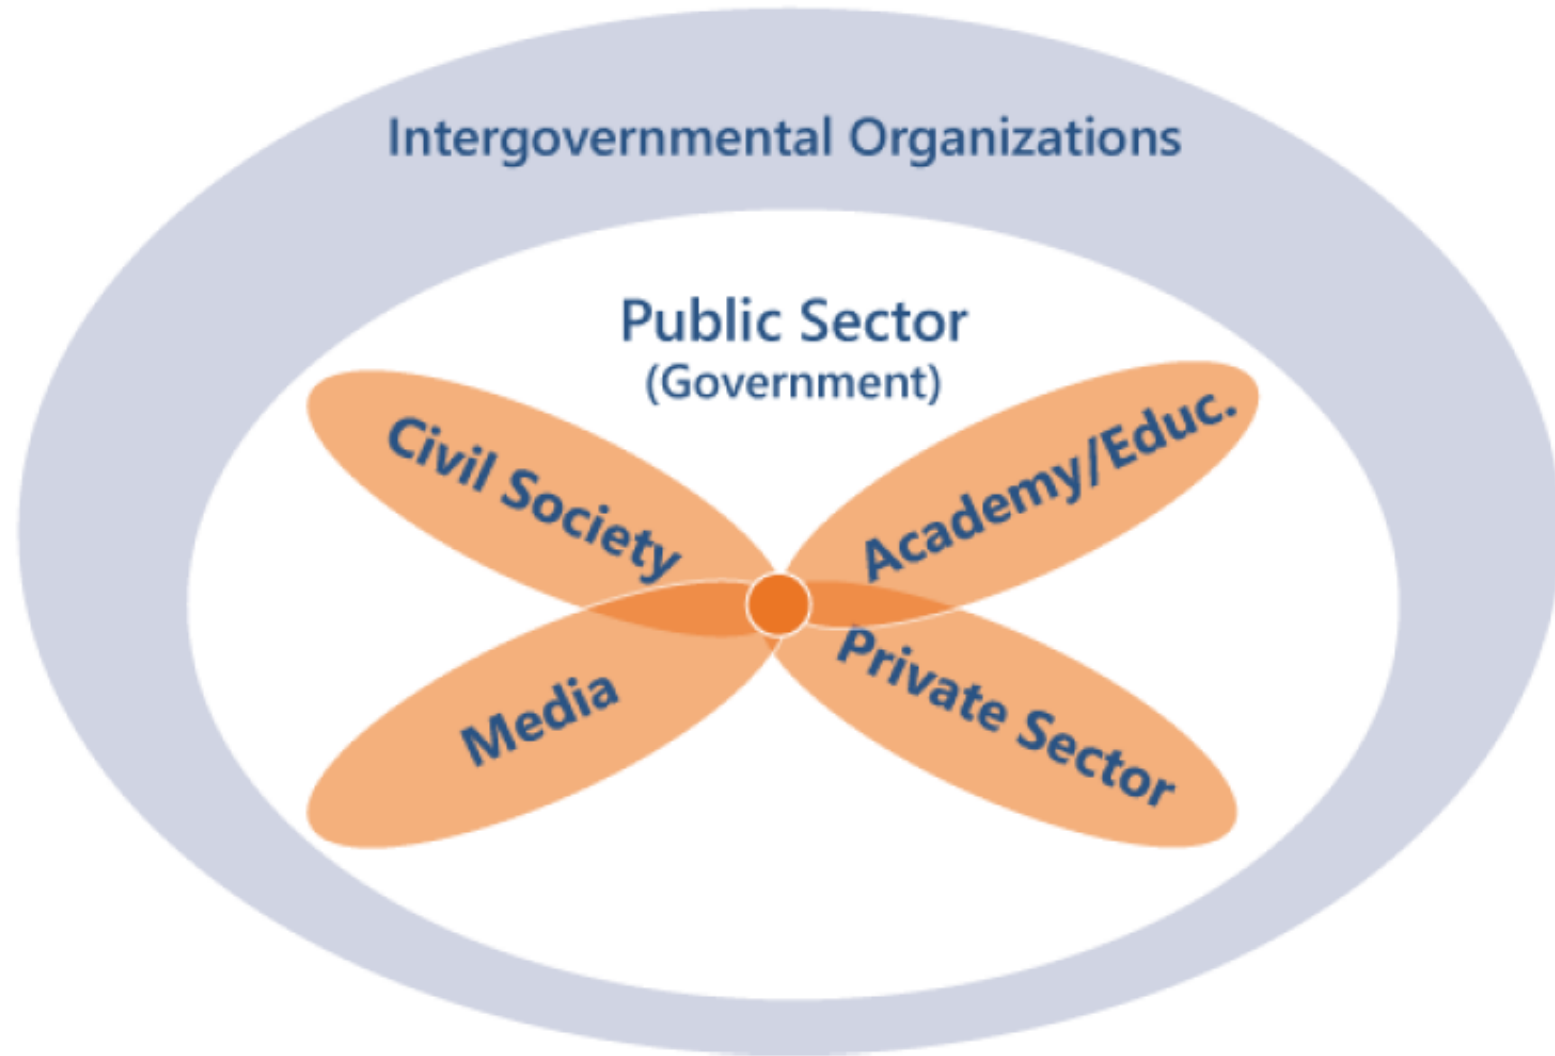 Intergovernmental Organizations
Public Sector
(Government)
Civil Society
Academy/Educ.
Media
Private Sector